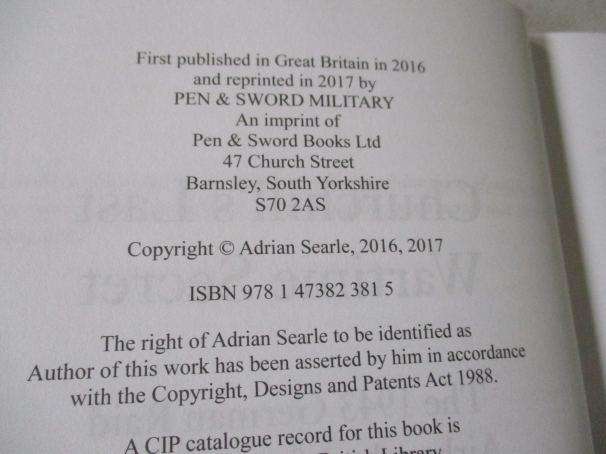 First published in Great Britain in 2016
and reprinted in 2017 by
PEN & SWORD MILITARY
An imprint of
Pen & Sword Books Ltd
47 Church Street
Barnsley, South Yorkshire
S70 2AS
Copyright © Adrian Searle, 2016, 2017
ISBN 978 1 47382 381 5
The right of Adrian Searle to be identified as
Author of this work has been asserted by him in accordance
with the Copyright, Designs and Patents Act 1988.
A CIP catalogue record for this book is
Library